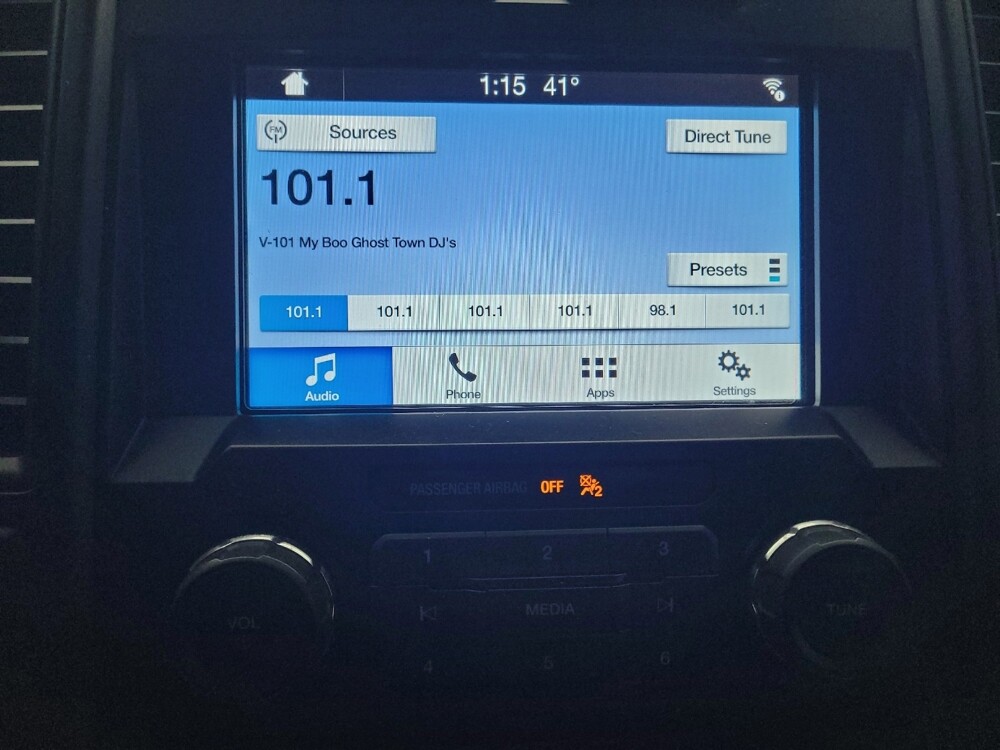 1:15 41°
FM Sources
Direct Tune
101.1
V-101 My Boo Ghost Town DJ's
Presets
101.1 101.1 101.1 101.1 98.1 101.1
Audio Phone Apps Settings
PASSENGER AIRBAG OFF 2
1 2 3
VOL MEDIA TUNE
4 5 6